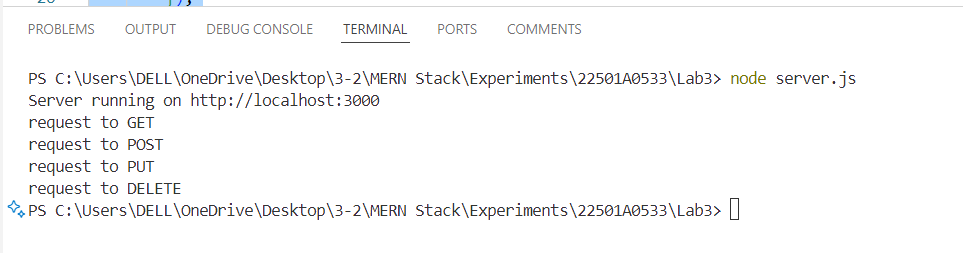 PROBLEMS OUTPUT DEBUG CONSOLE TERMINAL PORTS COMMENTS
PS C:\Users\DELL\OneDrive\Desktop\3-2\MERN Stack\Experiments\22501A0533\Lab3> node server.js
Server running on http://localhost:3000
request to GET
request to POST
request to PUT
request to DELETE
PS C:\Users\DELL\OneDrive\Desktop\3-2\MERN Stack\Experiments\22501A0533\Lab3>